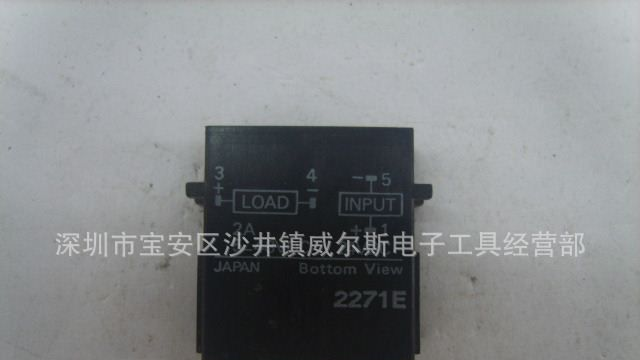 3 4 - 5
+ LOAD - INPUT
2A + 1
深圳市宝安区沙井镇威尔斯电子工具经营部
JAPAN Bottom View
2271E